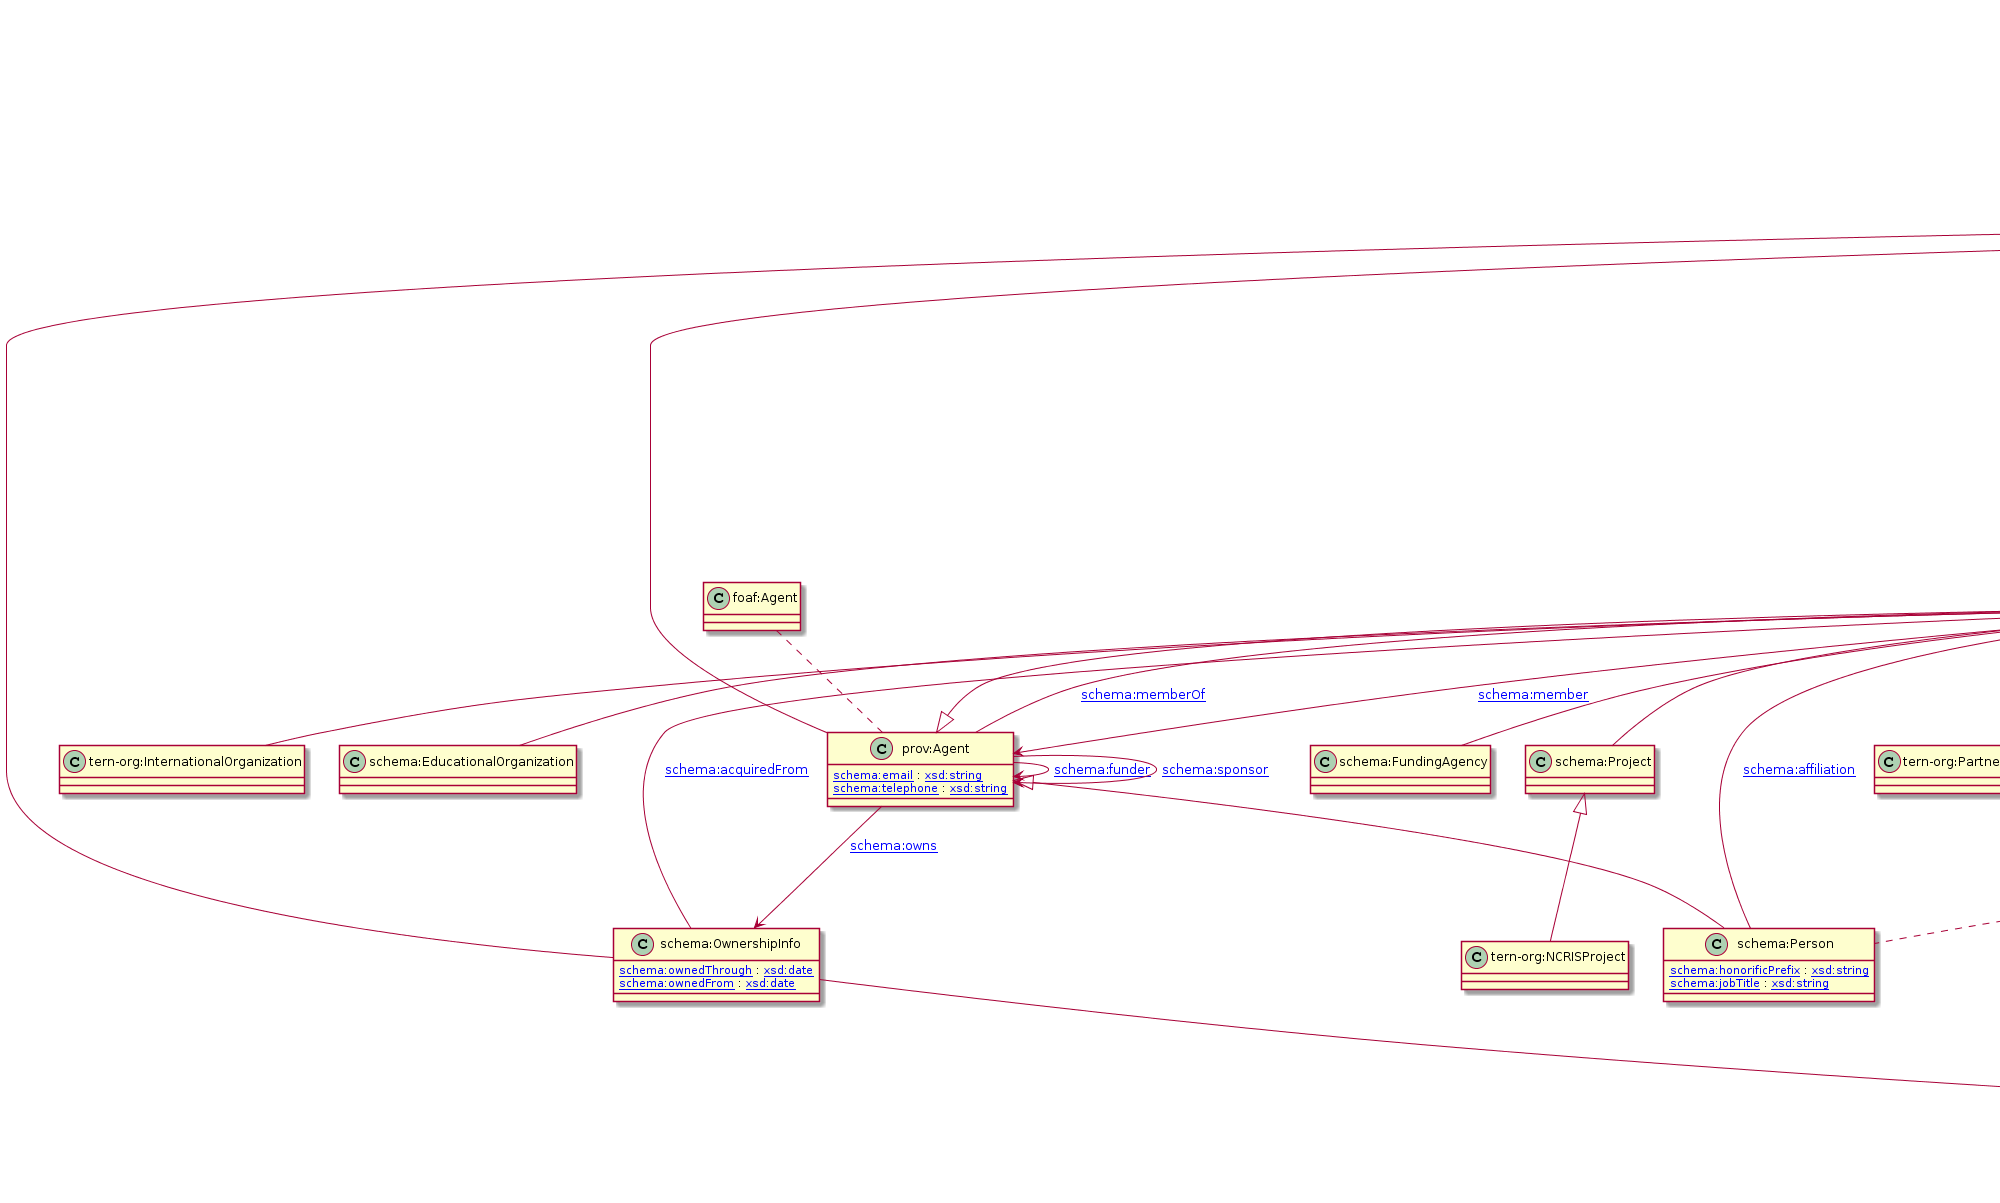 C foaf:Agent
schema:memberOf
schema:member
C prov:Agent
schema:email : xsd:string
schema:telephone : xsd:string
C tern-org:InternationalOrganization
C schema:EducationalOrganization
schema:acquiredFrom
schema:funder
schema:sponsor
C schema:FundingAgency
C schema:Project
schema:affiliation
C tern-org:Partne
schema:owns
C schema:OwnershipInfo
schema:ownedThrough : xsd:date
schema:ownedFrom : xsd:date
C tern-org:NCRISProject
C schema:Person
schema:honorificPrefix : xsd:string
schema:jobTitle : xsd:string